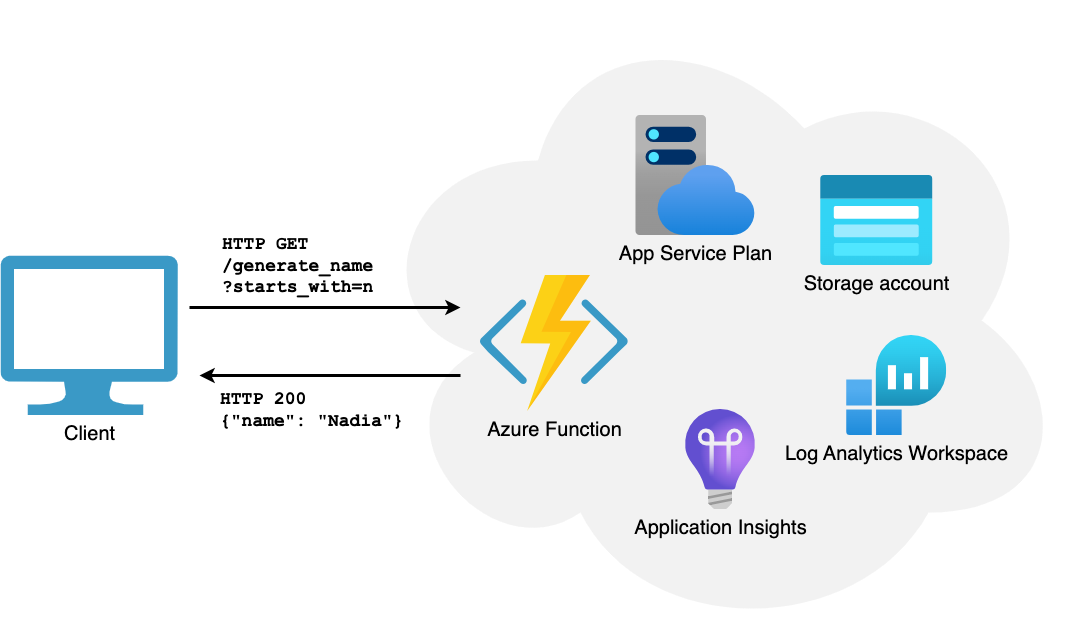 App Service Plan
Storage account
HTTP GET
/generate_name
?starts_with=n
HTTP 200
{"name": "Nadia"}
Client
Azure Function
Log Analytics Workspace
Application Insights